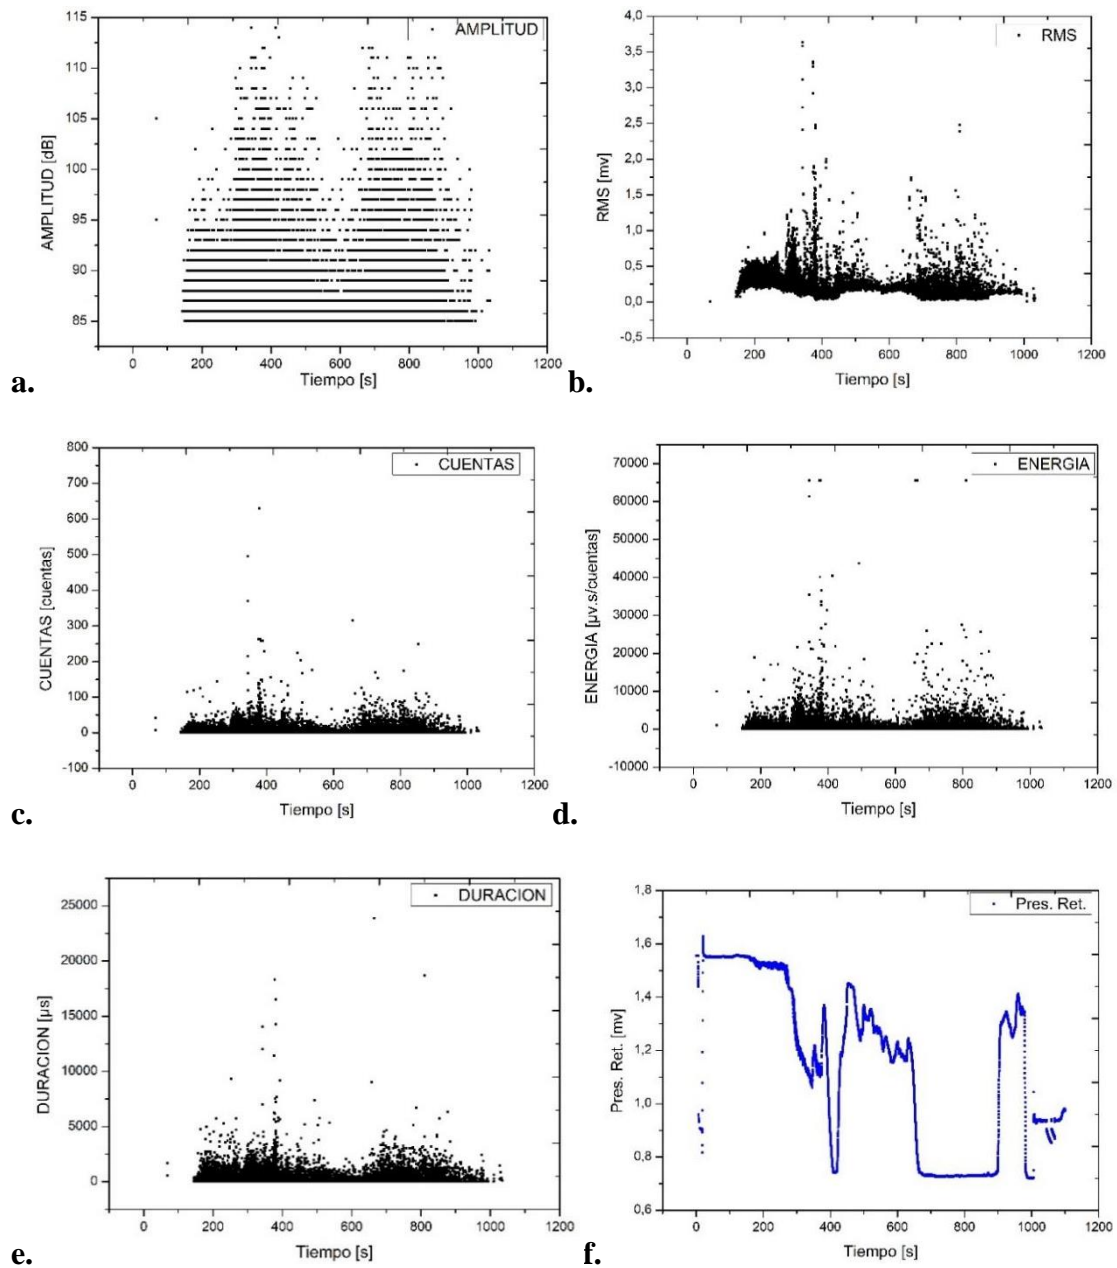 115
110
105
100
95
90
85
AMPLITUD [dB]
AMPLITUD
0 200 400 600 800 1000 1200
Tiempo [s]
a.
4,0
3,5
3,0
2,5
2,0
1,5
1,0
0,5
0,0
-0,5
RMS [mv]
RMS
0 200 400 600 800 1000 1200
Tiempo [s]
b.
800
700
600
500
400
300
200
100
0
-100
CUENTAS [cuentas]
CUENTAS
0 200 400 600 800 1000 1200
Tiempo [s]
c.
70000
60000
50000
40000
30000
20000
10000
0
-10000
ENERGIA [µv.s/cuentas]
ENERGIA
0 200 400 600 800 1000 1200
Tiempo [s]
d.
25000
20000
15000
10000
5000
0
DURACION [µs]
DURACION
0 200 400 600 800 1000 1200
Tiempo [s]
e.
1,8
1,6
1,4
1,2
1,0
0,8
0,6
Pres. Ret. [mv]
Pres. Ret.
0 200 400 600 800 1000 1200
Tiempo [s]
f.